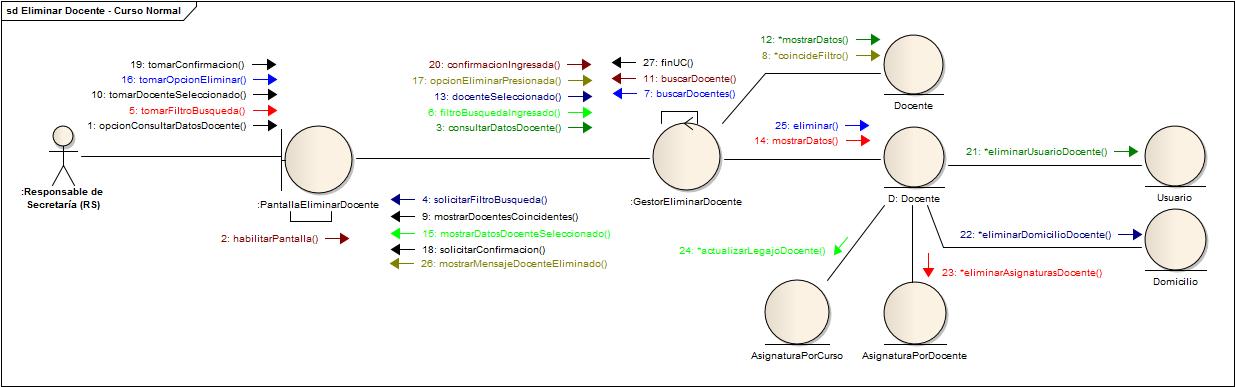 sd Eliminar Docente - Curso Normal
19: tomarConfirmacion()
16: tomarOpcionEliminar()
10: tomarDocenteSeleccionado()
5: tomarFiltroBusqueda()
1: opcionConsultarDatosDocente()
20: confirmacionIngresada()
17: opcionEliminarPresionada()
13: docenteSeleccionado()
6: filtroBusquedaIngresado()
3: consultarDatosDocente()
27: finUC()
11: buscarDocente()
7: buscarDocentes()
12: *mostrarDatos()
8: *coincideFiltro()
Docente
25: eliminar()
14: mostrarDatos()
21: *eliminarUsuarioDocente()
:Responsable de
Secretaría (RS)
:PantallaEliminarDocente
:GestorEliminarDocente
D: Docente
Usuario
2: habilitarPantalla()
4: solicitarFiltroBusqueda()
9: mostrarDocentesCoincidentes()
15: mostrarDatosDocenteSeleccionado()
18: solicitarConfirmacion()
26: mostrarMensajeDocenteEliminado()
24: *actualizarLegajoDocente()
22: *eliminarDomicilioDocente()
23: *eliminarAsignaturasDocente()
Domicilio
AsignaturaPorCurso
AsignaturaPorDocente